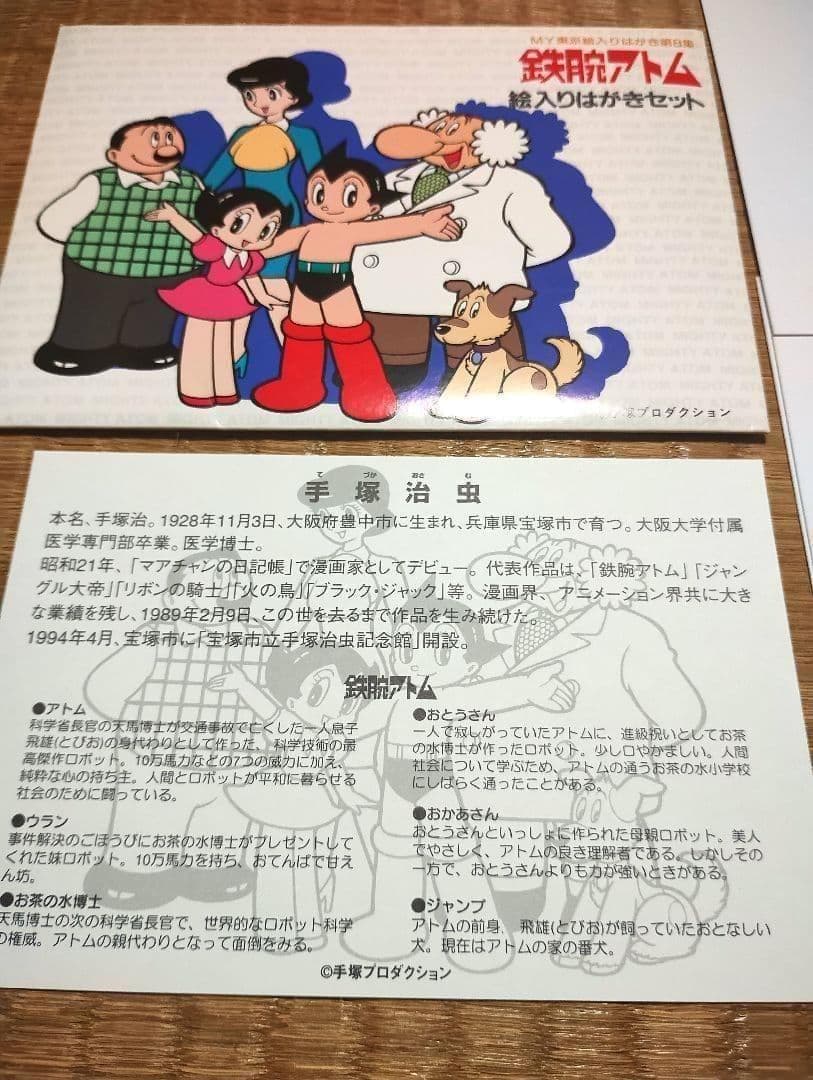 MY東京絵入りはがき第8集
鉄腕アトム
絵入りはがきセット
塚プロダクション
てづかおさむ
手塚治虫
本名、手塚治。1928年11月3日、大阪府豊中市に生まれ、兵庫県宝塚市で育つ。大阪大学付属
医学専門部卒業。医学博士。
昭和21年、「マアチャンの日記帳」で漫画家としてデビュー。代表作品は、「鉄腕アトム」「ジャン
グル大帝」「リボンの騎士」「火の鳥」「ブラック・ジャック」等。漫画界、アニメーション界共に大き
な業績を残し、1989年2月9日、この世を去るまで作品を生み続けた。
1994年4月、宝塚市に「宝塚市立手塚治虫記念館」開設。
鉄腕アトム
●アトム
科学省長官の天馬博士が交通事故で亡くした一人息子
飛雄(とびお)の身代わりとして作った、科学技術の最
高傑作ロボット。10万馬力などの7つの威力に加え、
純粋な心の持ち主。人間とロボットが平和に暮らせる
社会のために闘っている。
●ウラン
事件解決のごほうびにお茶の水博士がプレゼントして
くれた妹ロボット。10万馬力を持ち、おてんばで甘え
ん坊。
●お茶の水博士
天馬博士の次の科学省長官で、世界的なロボット科学
の権威。アトムの親代わりとなって面倒をみる。
●おとうさん
一人で寂しがっていたアトムに、進級祝いとしてお茶
の水博士が作ったロボット。少し口やかましい。人間
社会について学ぶため、アトムの通うお茶の水小学校
にしばらく通ったことがある。
●おかあさん
おとうさんといっしょに作られた母親ロボット。美人
でやさしく、アトムの良き理解者である。しかしその
一方で、おとうさんよりも力が強いときがある。
●ジャンプ
アトムの前身、飛雄(とびお)が飼っていたおとなしい
犬。現在はアトムの家の番犬。
©手塚プロダクション